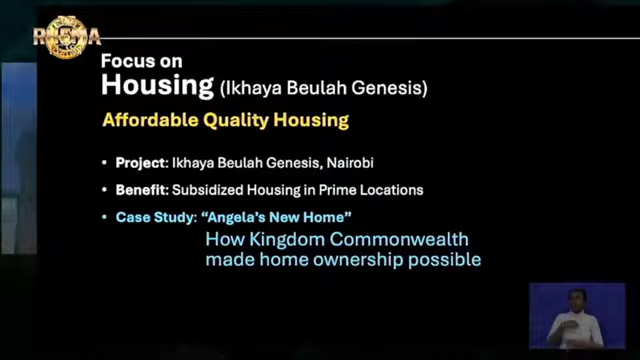 RHEMA
Focus on
Housing (Ikhaya Beulah Genesis)
Affordable Quality Housing
• Project: Ikhaya Beulah Genesis, Nairobi
• Benefit: Subsidized Housing in Prime Locations
• Case Study: “Angela’s New Home”
How Kingdom Commonwealth
made home ownership possible